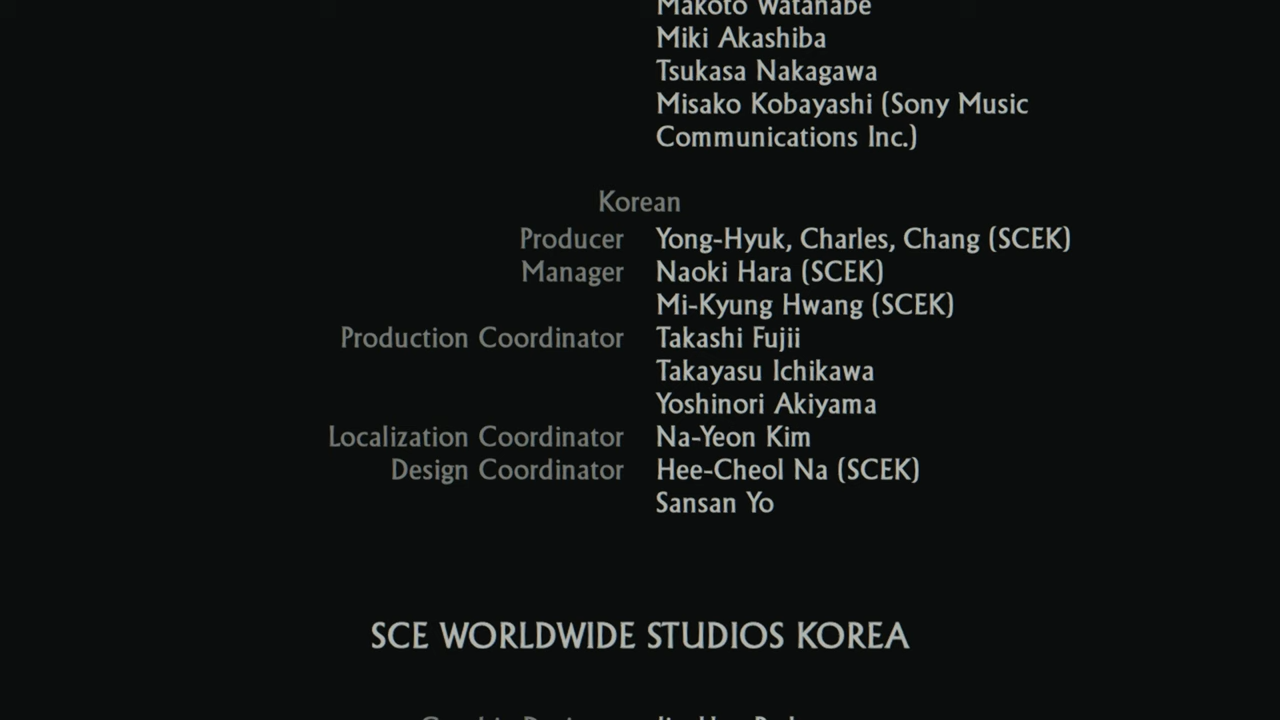 Makoto Watanabe
Miki Akashiba
Tsukasa Nakagawa
Misako Kobayashi (Sony Music
Communications Inc.)
Korean
Producer Yong-Hyuk, Charles, Chang (SCEK)
Manager Naoki Hara (SCEK)
Mi-Kyung Hwang (SCEK)
Production Coordinator Takashi Fujii
Takayasu Ichikawa
Yoshinori Akiyama
Localization Coordinator Na-Yeon Kim
Design Coordinator Hee-Cheol Na (SCEK)
Sansan Yo
SCE WORLDWIDE STUDIOS KOREA